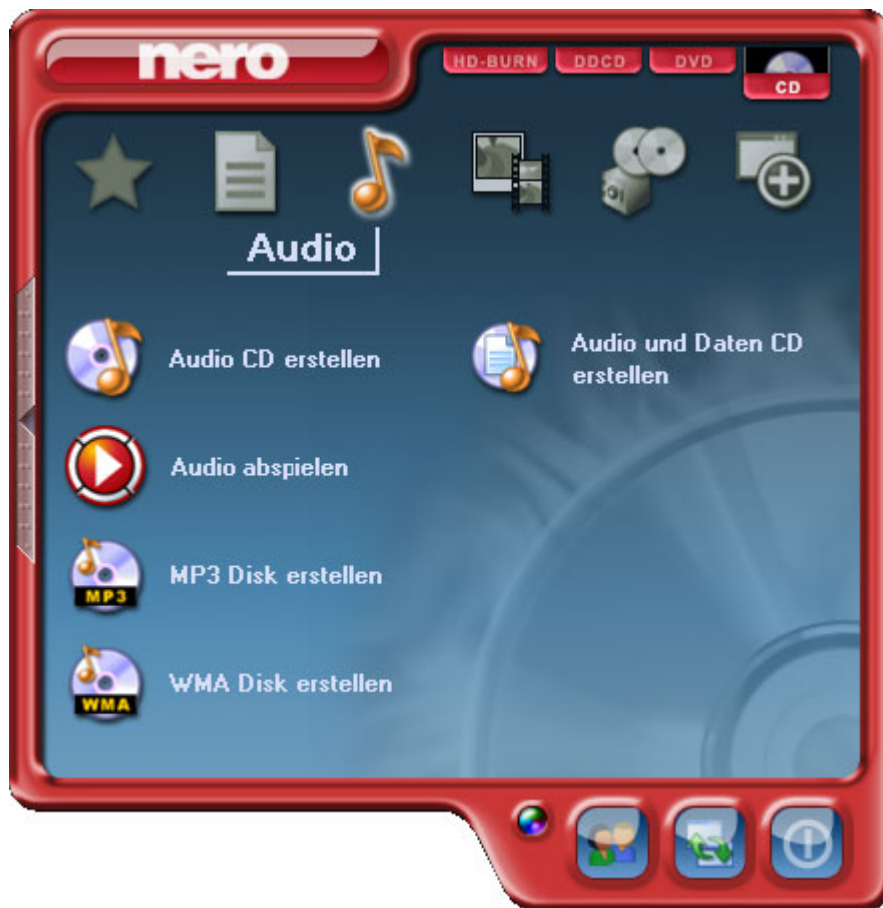 nero
HD-BURN DDCD DVD CD
Audio
Audio CD erstellen
Audio und Daten CD
erstellen
Audio abspielen
MP3 Disk erstellen
MP3
WMA Disk erstellen
WMA